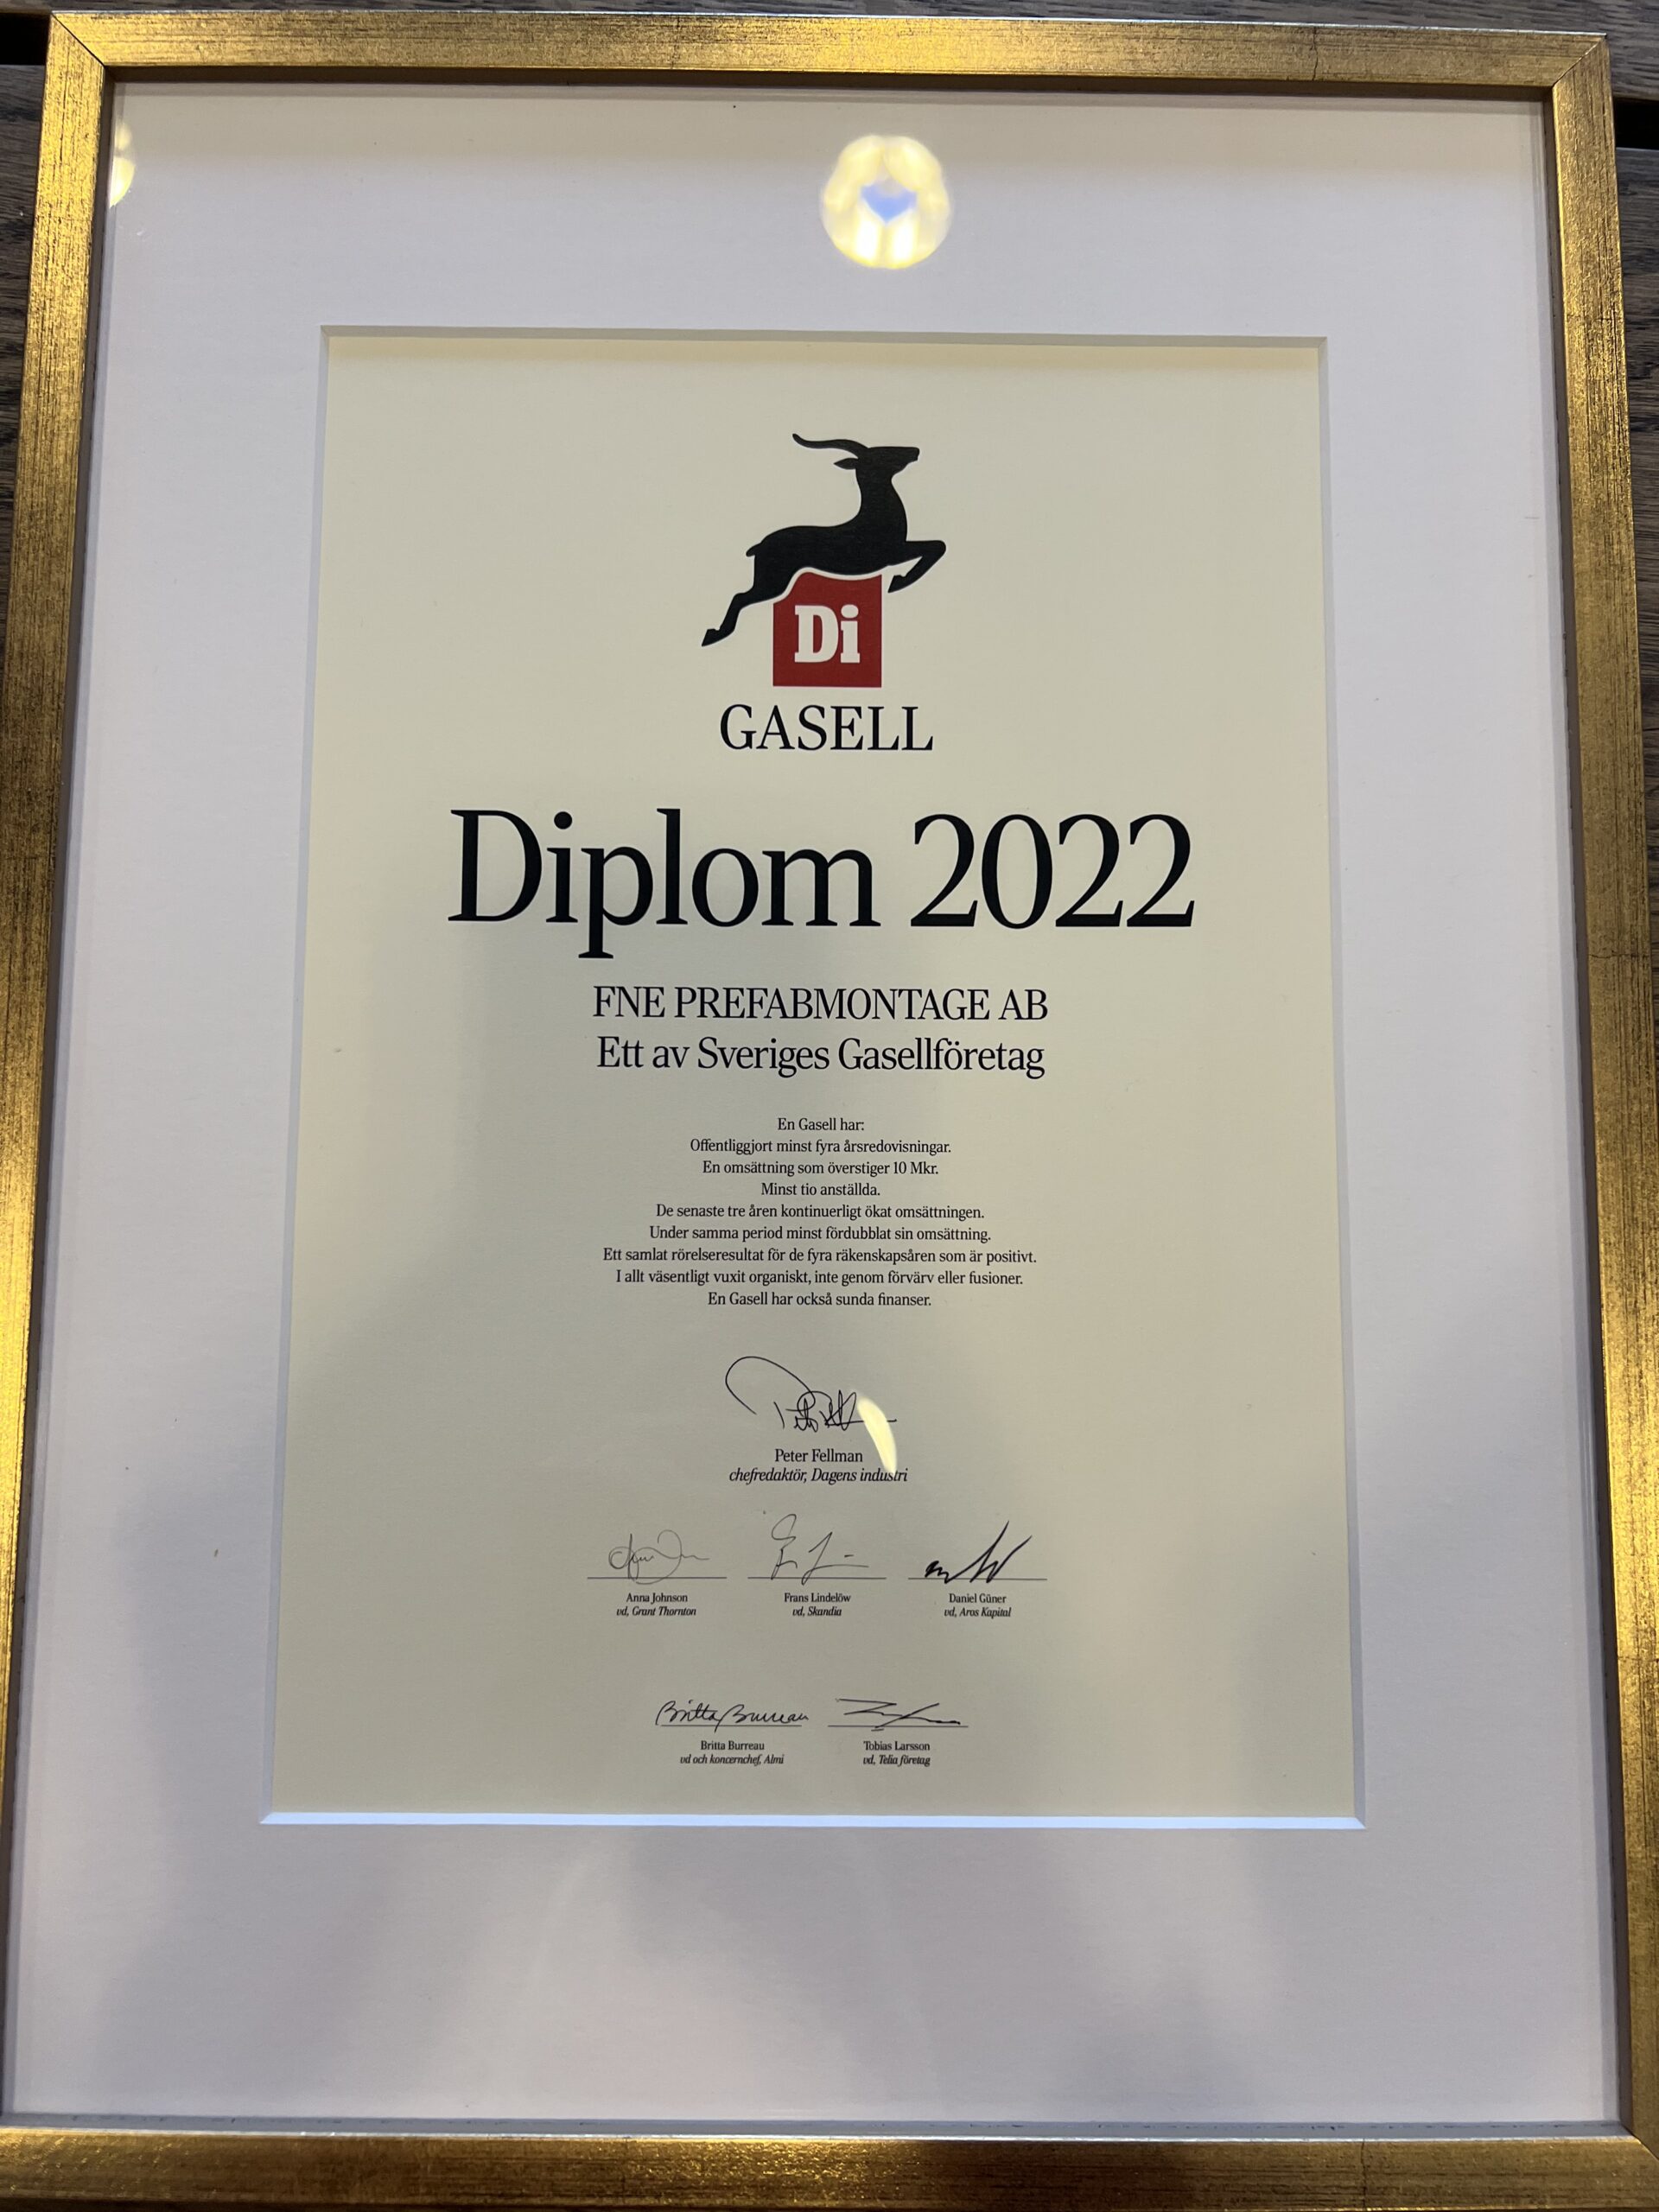 Di
GASELL
Diplom 2022
FNE PREFABMONTAGE AB
Ett av Sveriges Gasellföretag
En Gasell har:
Offentliggjort minst fyra årsredovisningar.
En omsättning som överstiger 10 Mkr.
Minst tio anställda.
De senaste tre åren kontinuerligt ökat omsättningen.
Under samma period minst fördubblat sin omsättning.
Ett samlat rörelseresultat för de fyra räkenskapsåren som är positivt.
I allt väsentligt vuxit organiskt, inte genom förvärv eller fusioner.
En Gasell har också sunda finanser.
Peter Fellman
chefredaktör, Dagens industri
Anna Johnson
vd, Grant Thornton
Frans Lindelöw
vd, Skandia
Daniel Güner
vd, Aros Kapital
Britta Burreau
Britta Burreau
vd och koncernchef, Almi
Tobias Larsson
vd, Telia företag